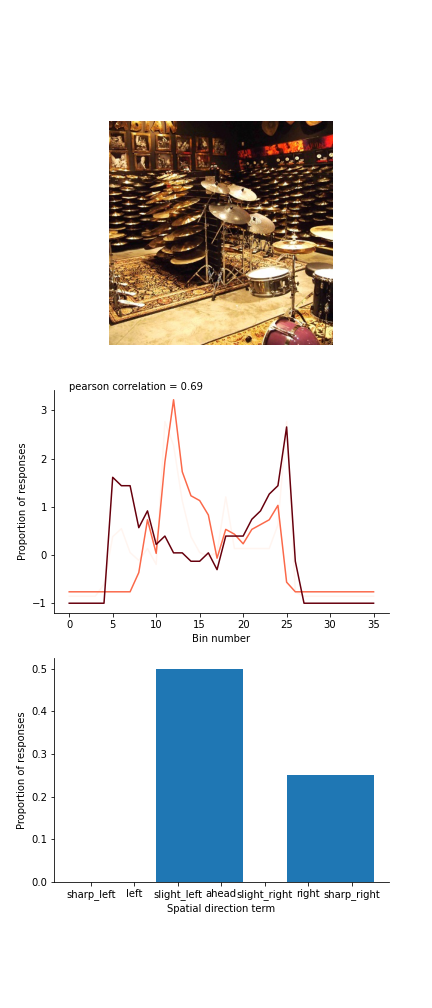 pearson correlation = 0.69
3
2
1
0
−1
Proportion of responses
0 5 10 15 20 25 30 35
Bin number
0.5
0.4
0.3
0.2
0.1
0.0
Proportion of responses
sharp_left left slight_left ahead slight_right right sharp_right
Spatial direction term